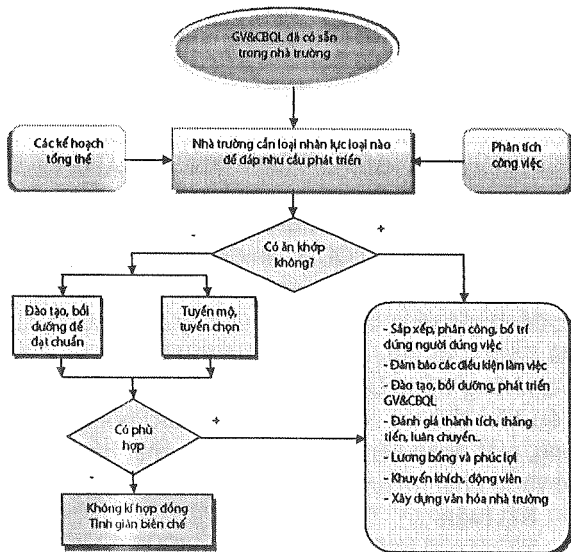 GV&CBQL đã có sẵn
trong nhà trường
Các kế hoạch
tổng thể
Nhà trường cần loại nhân lực loại nào
để đáp nhu cầu phát triển
Phân tích
công việc
-
+
Có ăn khớp
không?
Đào tạo, bồi
dưỡng để
đạt chuẩn
Tuyển mộ,
tuyển chọn
- Sắp xếp, phân công, bố trí
đúng người đúng việc
- Đảm bảo các điều kiện làm việc
- Đào tạo, bồi dưỡng, phát triển
GV&CBQL
- Đánh giá thành tích, thăng
tiến, luân chuyển..
- Lương bổng và phúc lợi
- Khuyến khích, động viên
- Xây dựng văn hóa nhà trường
Có phù
hợp
+
-
Không kí hợp đồng
Tinh giản biên chế